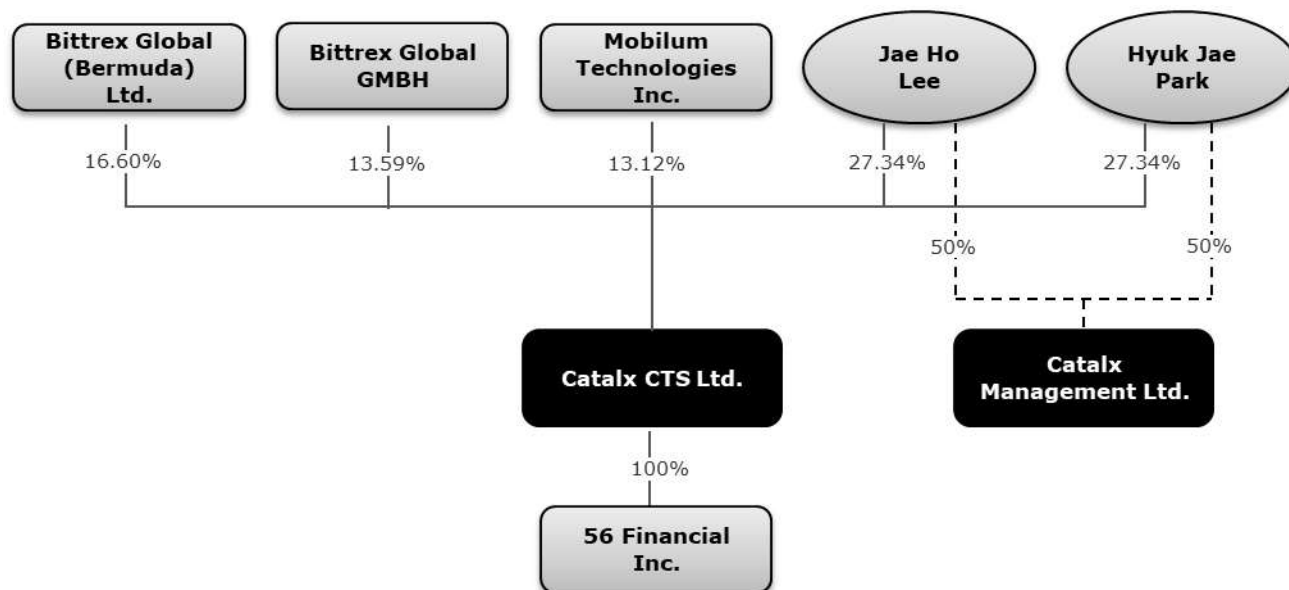 Bittrex Global
(Bermuda)
Ltd.
Bittrex Global
GMBH
Mobilum
Technologies
Inc.
Jae Ho
Lee
Hyuk Jae
Park
16.60%
13.59%
13.12%
27.34%
27.34%
50%
50%
Catalx CTS Ltd.
Catalx
Management Ltd.
100%
56 Financial
Inc.